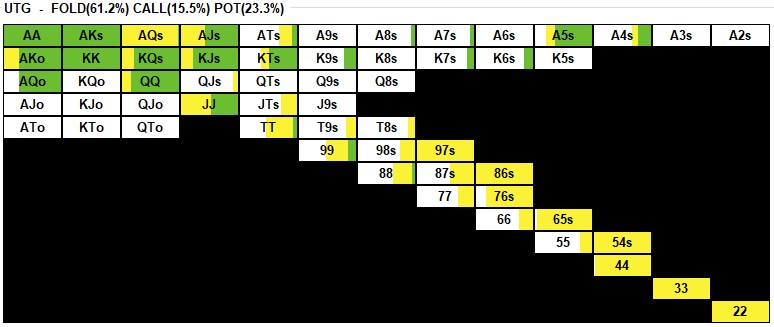 UTG - FOLD(61.2%) CALL(15.5%) POT(23.3%)
AA AKs AQs AJs ATs A9s A8s A7s A6s A5s A4s A3s A2s
AKo KK KQs KJs KTs K9s K8s K7s K6s K5s
AQo KQo QQ QJs QTs Q9s Q8s
AJo KJo QJo JJ JTs J9s
ATo KTo QTo TT T9s T8s
99 98s 97s
88 87s 86s
77 76s
66 65s
55 54s
44
33
22